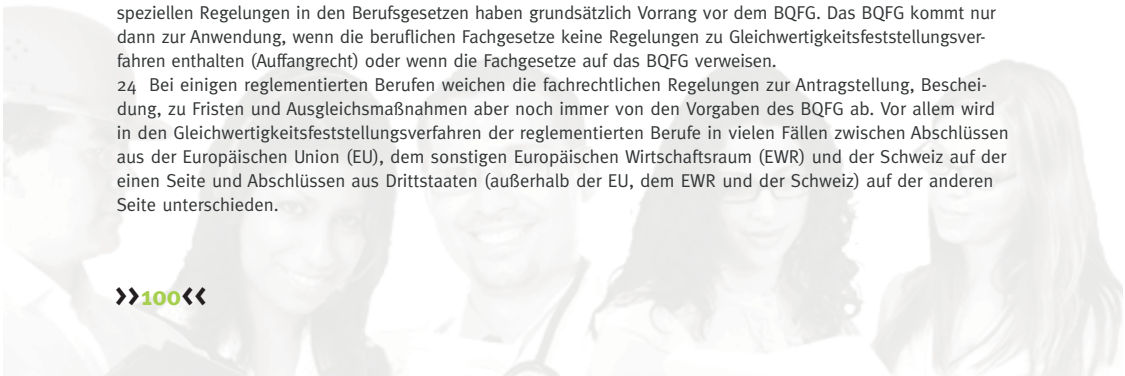 speziellen Regelungen in den Berufsgesetzen haben grundsätzlich Vorrang vor dem BQFG. Das BQFG kommt nur
dann zur Anwendung, wenn die beruflichen Fachgesetze keine Regelungen zu Gleichwertigkeitsfeststellungsver-
fahren enthalten (Auffangrecht) oder wenn die Fachgesetze auf das BQFG verweisen.
24 Bei einigen reglementierten Berufen weichen die fachrechtlichen Regelungen zur Antragstellung, Beschei-
dung, zu Fristen und Ausgleichsmaßnahmen aber noch immer von den Vorgaben des BQFG ab. Vor allem wird
in den Gleichwertigkeitsfeststellungsverfahren der reglementierten Berufe in vielen Fällen zwischen Abschlüssen
aus der Europäischen Union (EU), dem sonstigen Europäischen Wirtschaftsraum (EWR) und der Schweiz auf der
einen Seite und Abschlüssen aus Drittstaaten (außerhalb der EU, dem EWR und der Schweiz) auf der anderen
Seite unterschieden.
>>100<<